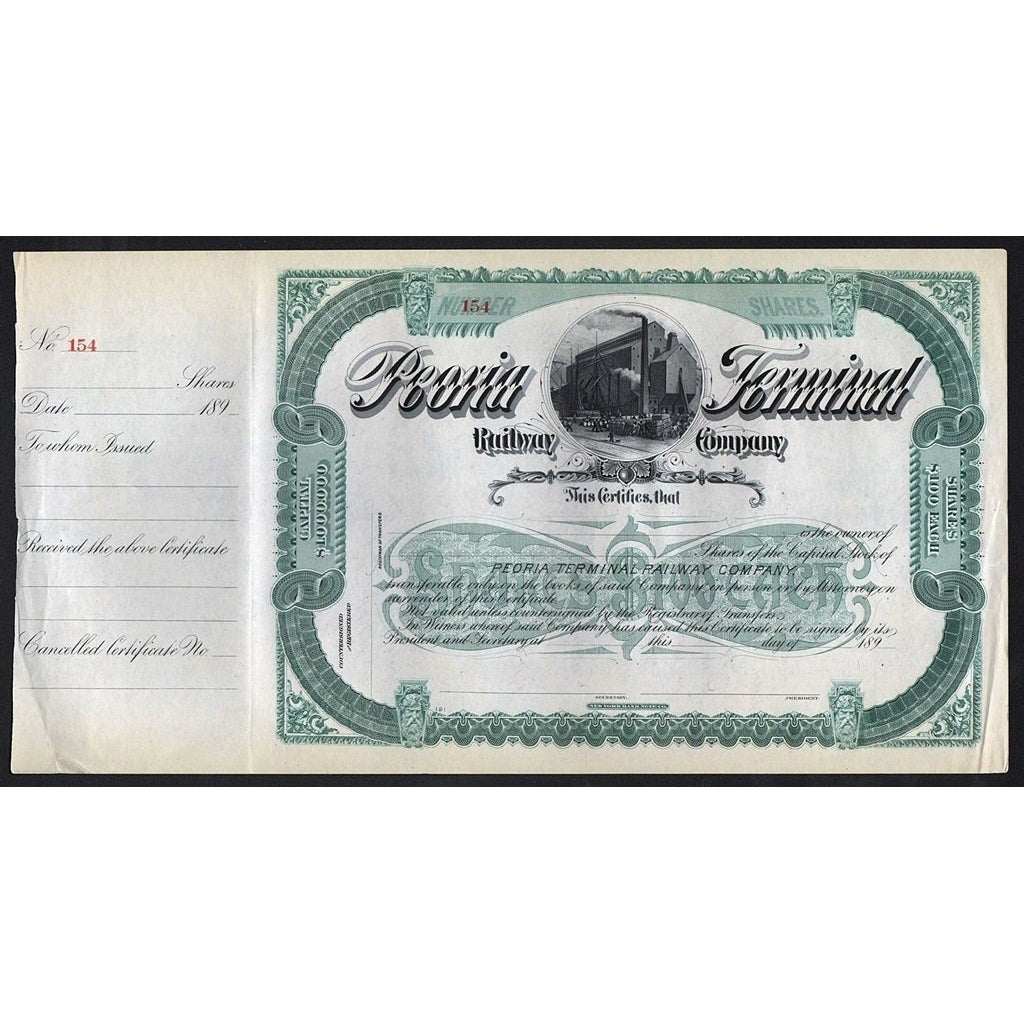 No. 154
Shares
Date 189
To whom Issued
Received the above Certificate
Cancelled Certificate No.
NUMBER
154
SHARES.
Peoria Terminal
Railway Company
This Certifies, that
CAPITAL
$1,000,000
$100 EACH
SHARES
is the owner of
Shares of the Capital Stock of
PEORIA TERMINAL RAILWAY COMPANY,
transferable only on the books of said Company in person or by Attorney on
surrender of this Certificate.
Not valid unless countersigned by the Registrar of Transfers.
In Witness whereof said Company has caused this Certificate to be signed by its
President and Secretary at this day of 189
COUNTERSIGNED
REGISTERED
REGISTRAR OF TRANSFERS
SECRETARY.
PRESIDENT.
NEW YORK BANK NOTE CO.